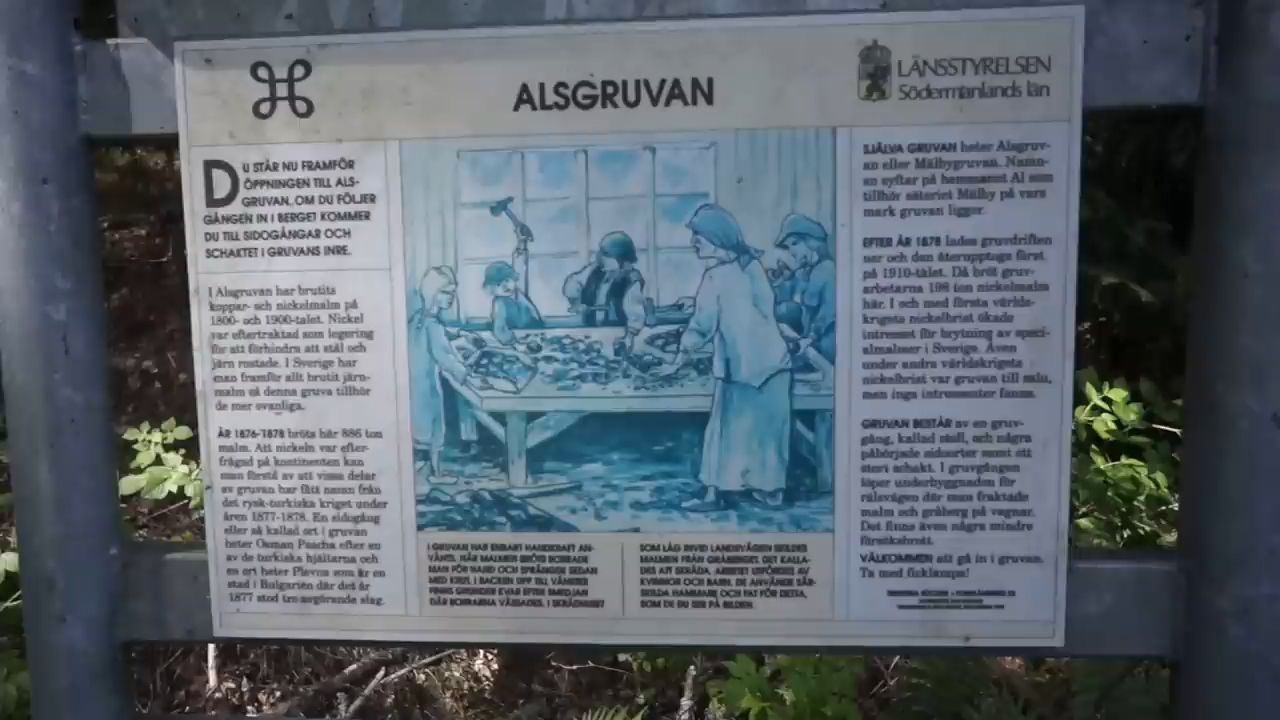 ALSGRUVAN
LÄNSSTYRELSEN
Södermanlands län
DU STÅR NU FRAMFÖR
ÖPPNINGEN TILL ALS-
GRUVAN. OM DU FÖLJER
GÅNGEN IN I BERGET KOMMER
DU TILL SIDOGÅNGAR OCH
SCHAKTET I GRUVANS INRE.
I Alsgruvan har brutits
koppar- och nickelmalm på
1800- och 1900-talet. Nickel
var eftertraktad som legering
för att förhindra att stål och
järn rostade. I Sverige har
man framför allt brutit järn-
malm så denna gruva tillhör
de mer ovanliga.
ÅR 1876-1878 bröts här 886 ton
malm. Att nickeln var efter-
frågad på kontinenten kan
man förstå av att vissa delar
av gruvan har fått namn från
det rysk-turkiska kriget under
åren 1877-1878. En sidogång
eller så kallad ort i gruvan
heter Osman Pascha efter en
av de turkiska hjältarna och
en ort heter Plevna som är en
stad i Bulgarien där det år
1877 stod tre avgörande slag.
I GRUVAN HAR ENBART HANDKRAFT AN-
VÄNTS. NÄR MALMEN BRÖTS BORRADE
MAN FÖR HAND OCH SPRÄNGDE SEDAN
MED KRUT. I BACKEN UPP TILL VÄNSTER
FINNS GRUNDER KVAR EFTER SMEDJAN
DÄR BORRARNA VÄSSADES. I SKRÄDHUSET
SOM LÅG INVID LANDSVÄGEN SKILDES
MALMEN FRÅN GRÅBERGET. DET KALLA-
DES ATT SKRÄDA. ARBETET UTFÖRDES AV
KVINNOR OCH BARN. DE ANVÄNDE SÄR-
SKILDA HAMMARE OCH FAT FÖR DETTA,
SOM DE DU SER PÅ BILDEN.
SJÄLVA GRUVAN heter Alsgruv-
an eller Mälbygruvan. Namn-
en syftar på hemmanet Al som
tillhör säteriet Mälby på vars
mark gruvan ligger.
EFTER ÅR 1878 lades gruvdriften
ner och den återupptogs först
på 1910-talet. Då bröt gruv-
arbetarna 198 ton nickelmalm
här. I och med första världs-
krigets nickelbrist ökade
intresset för brytning av speci-
almalmer i Sverige. Även
under andra världskrigets
nickelbrist var gruvan till salu,
men inga intressenter fanns.
GRUVAN BESTÅR av en gruv-
gång, kallad stoll, och några
påbörjade sidoorter samt ett
stort schakt. I gruvgången
löper underbyggnaden för
rälsvägen där man fraktade
malm och gråberg på vagnar.
Det finns även några mindre
försöksbrott.
VÄLKOMMEN att gå in i gruvan.
Ta med ficklampa!